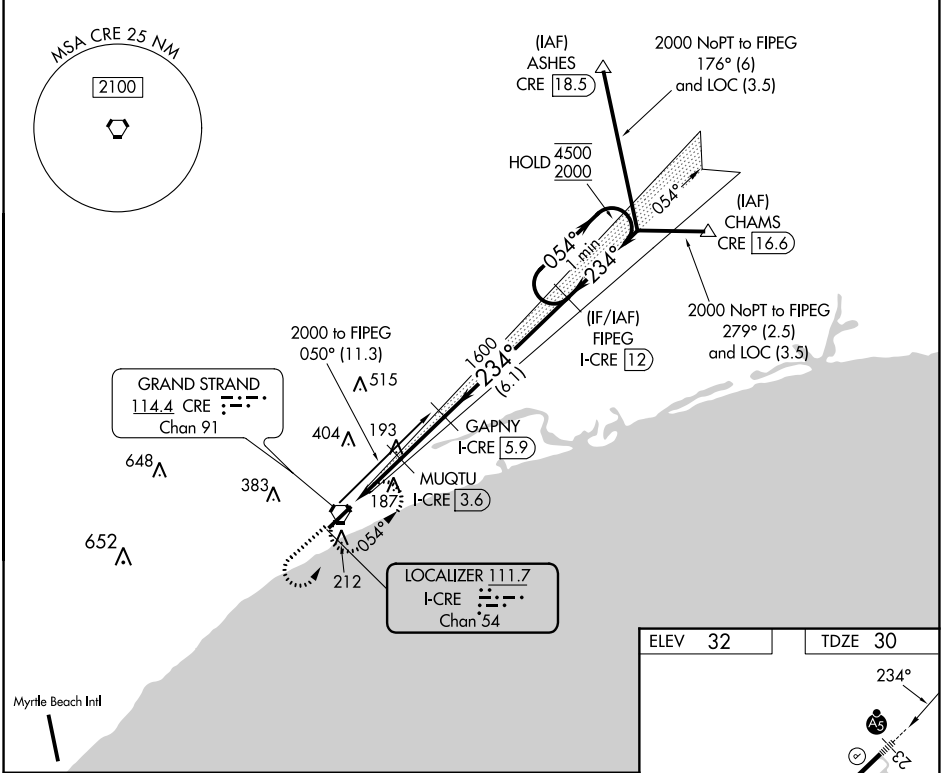 MSA CRE 25 NM
2100
(IAF)
ASHES
CRE 18.5
2000 NoPT to FIPEG
176° (6)
and LOC (3.5)
HOLD 4500
2000
054°
(IAF)
CHAMS
CRE 16.6
054°
1 min
234°
2000 NoPT to FIPEG
279° (2.5)
and LOC (3.5)
(IF/IAF)
FIPEG
I-CRE 12
2000 to FIPEG
050° (11.3)
1600
234°
(6.1)
515
GRAND STRAND
114.4 CRE
Chan 91
404
193
GAPNY
I-CRE 5.9
648
383
187
MUQTU
I-CRE 3.6
652
054°
212
LOCALIZER 111.7
I-CRE
Chan 54
ELEV 32
TDZE 30
234°
A5
P
23
Myrtle Beach Intl